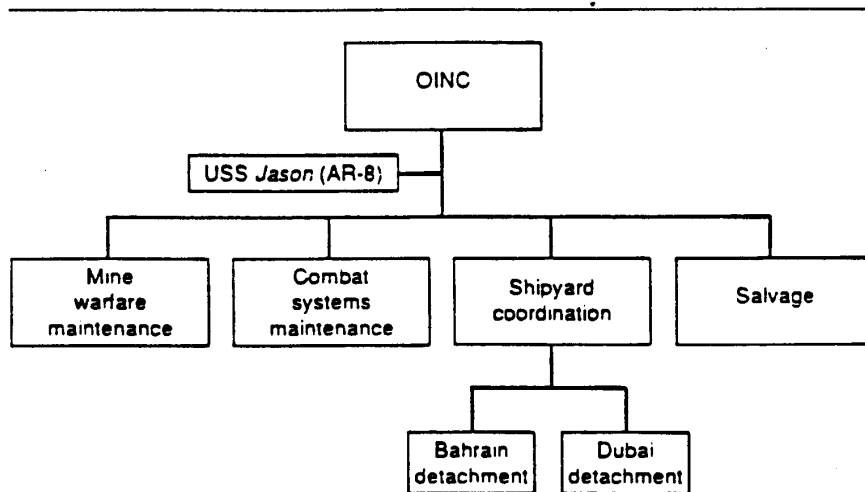 OINC
USS Jason (AR-8)
Mine
warfare
maintenance
Combat
systems
maintenance
Shipyard
coordination
Salvage
Bahrain
detachment
Dubai
detachment